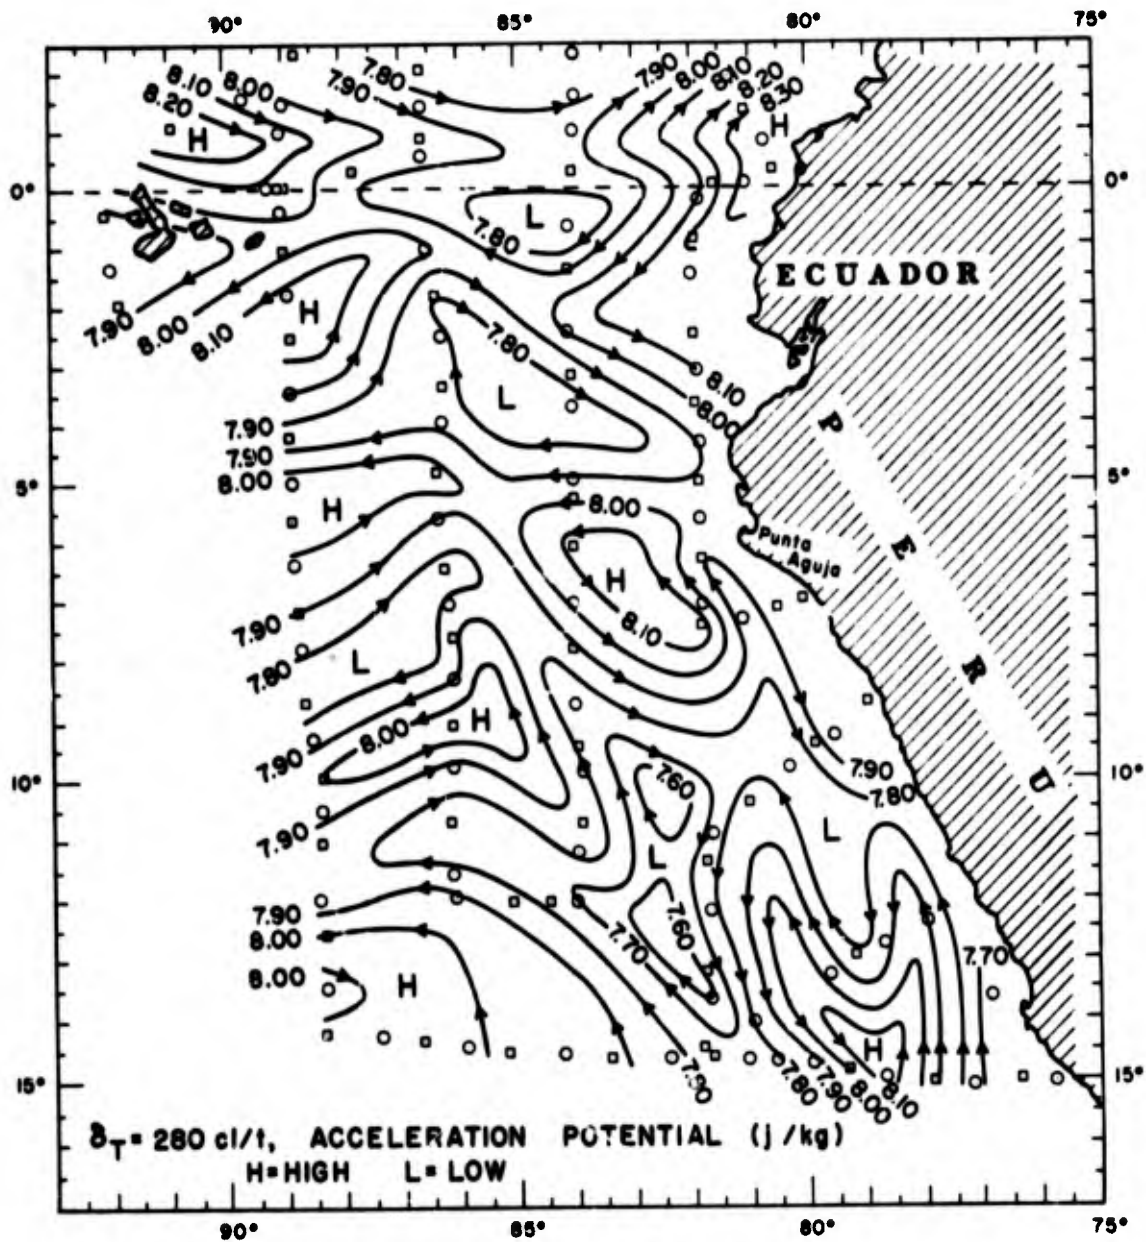 90° 85° 80° 75°
8.10 8.00 7.80 7.90 7.90 8.00 8.10 8.20 8.30
8.20 H H
0° 0°
L
7.80
ECUADOR
H
7.90 8.00 8.10
7.80
L
8.10
8.00
7.90
7.90
8.00
5° 5°
H
8.00
Punta
Aguja
H
8.10
PERU
7.90
7.80
L
H
8.00
7.90
7.90
7.80
10° 10°
7.60
7.90
L
L
7.90
8.00
7.60
7.70
7.70
8.00
H
H
7.90 7.80 7.90 8.00 8.10
15° 15°
δT = 280 cl/t, ACCELERATION POTENTIAL (j/kg)
H=HIGH L=LOW
90° 85° 80° 75°